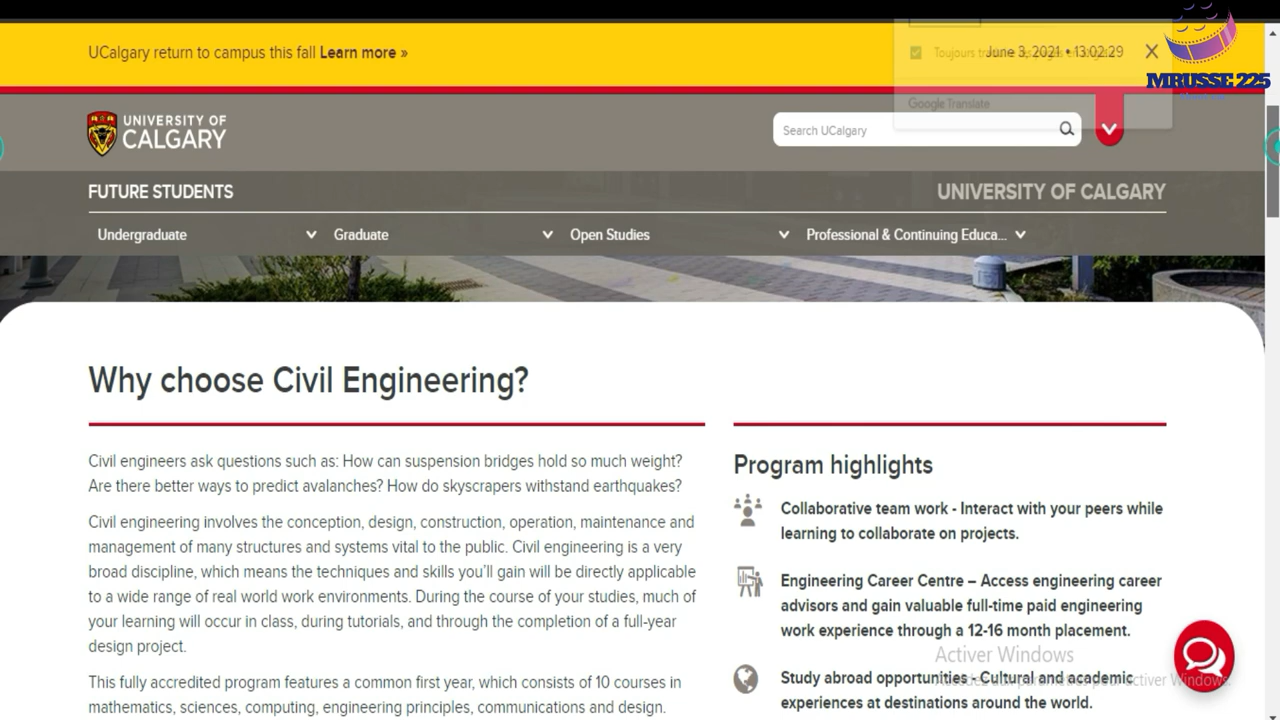 UCalgary return to campus this fall Learn more »
June 3, 2021 • 13:02:29
MRUSSE 225
Google Translate
UNIVERSITY OF
CALGARY
Search UCalgary
FUTURE STUDENTS
UNIVERSITY OF CALGARY
Undergraduate
Graduate
Open Studies
Professional & Continuing Educa...
Why choose Civil Engineering?
Civil engineers ask questions such as: How can suspension bridges hold so much weight?
Are there better ways to predict avalanches? How do skyscrapers withstand earthquakes?
Civil engineering involves the conception, design, construction, operation, maintenance and
management of many structures and systems vital to the public. Civil engineering is a very
broad discipline, which means the techniques and skills you'll gain will be directly applicable
to a wide range of real world work environments. During the course of your studies, much of
your learning will occur in class, during tutorials, and through the completion of a full-year
design project.
This fully accredited program features a common first year, which consists of 10 courses in
mathematics, sciences, computing, engineering principles, communications and design.
Program highlights
Collaborative team work - Interact with your peers while
learning to collaborate on projects.
Engineering Career Centre – Access engineering career
advisors and gain valuable full-time paid engineering
work experience through a 12-16 month placement.
Activer Windows
Study abroad opportunities - Cultural and academic
experiences at destinations around the world.